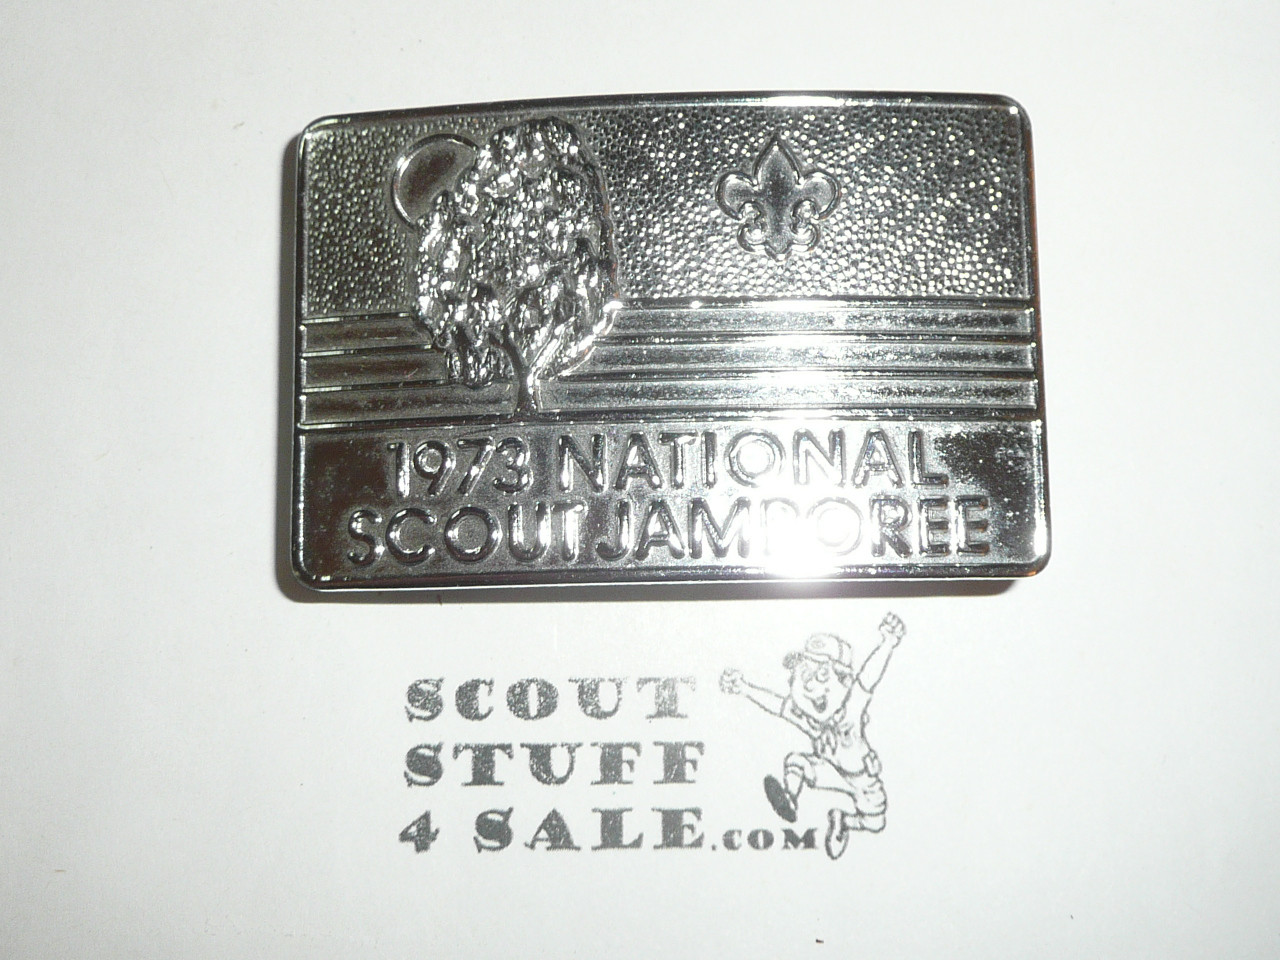 1973 NATIONAL
SCOUT JAMBOREE
SCOUT
STUFF
4 SALE.COM